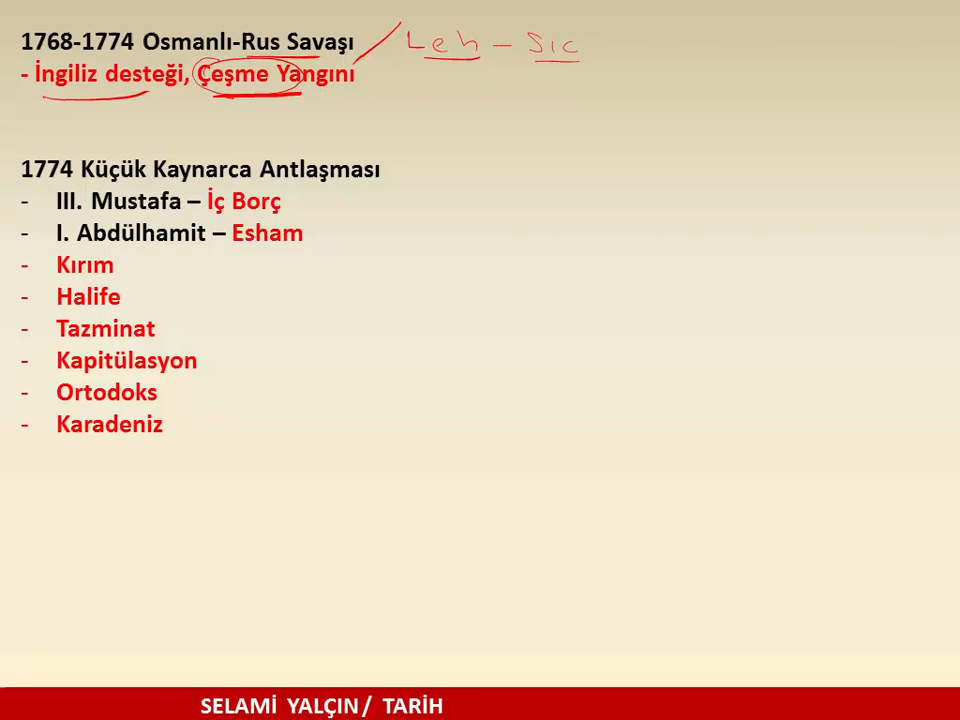 1768-1774 Osmanlı-Rus Savaşı / Leh - Sıc
- İngiliz desteği, Çeşme Yangını
1774 Küçük Kaynarca Antlaşması
- III. Mustafa – İç Borç
- I. Abdülhamit – Esham
- Kırım
- Halife
- Tazminat
- Kapitülasyon
- Ortodoks
- Karadeniz
SELAMİ YALÇIN / TARİH